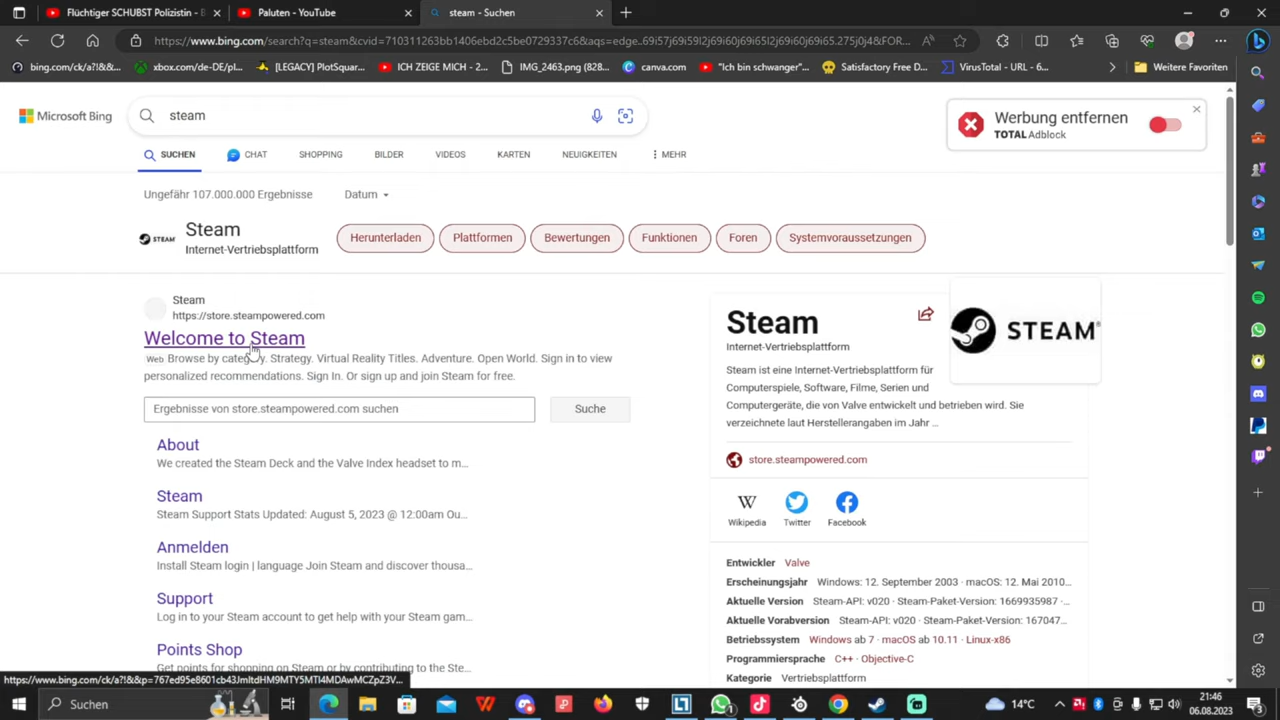 Flüchtiger SCHUBST Polizistin - B
Paluten - YouTube
steam - Suchen
https://www.bing.com/search?q=steam&cvid=710311263bb1406ebd2c5be0729337c6&aqs=edge..69i57j69i59l2j69i60j69i65l2j69i60j69i65.275j0j4&FOR...
bing.com/ck/a?!&&p...
xbox.com/de-DE/pl...
[LEGACY] PlotSquar...
ICH ZEIGE MICH - 2...
IMG_2463.png (828...
canva.com
"Ich bin schwanger"...
Satisfactory Free D...
VirusTotal - URL - 6...
Weitere Favoriten
Microsoft Bing
steam
Werbung entfernen
TOTAL Adblock
SUCHEN
CHAT
SHOPPING
BILDER
VIDEOS
KARTEN
NEUIGKEITEN
MEHR
Ungefähr 107.000.000 Ergebnisse
Datum
STEAM
Steam
Internet-Vertriebsplattform
Herunterladen
Plattformen
Bewertungen
Funktionen
Foren
Systemvoraussetzungen
Steam
https://store.steampowered.com
Welcome to Steam
Web Browse by category. Strategy. Virtual Reality Titles. Adventure. Open World. Sign in to view
personalized recommendations. Sign In. Or sign up and join Steam for free.
Ergebnisse von store.steampowered.com suchen
Suche
About
We created the Steam Deck and the Valve Index headset to m...
Steam
Steam Support Stats Updated: August 5, 2023 @ 12:00am Ou...
Anmelden
Install Steam login | language Join Steam and discover thousa...
Support
Log in to your Steam account to get help with your Steam gam...
Points Shop
Get points for shopping on Steam or by contributing to the Ste...
Steam
Internet-Vertriebsplattform
STEAM
Steam ist eine Internet-Vertriebsplattform für
Computerspiele, Software, Filme, Serien und
Computergeräte, die von Valve entwickelt und betrieben wird. Sie
verzeichnete laut Herstellerangaben im Jahr ...
store.steampowered.com
W
Wikipedia
Twitter
Facebook
Entwickler Valve
Erscheinungsjahr Windows: 12. September 2003 · macOS: 12. Mai 2010...
Aktuelle Version Steam-API: v020 · Steam-Paket-Version: 1669935987 ·...
Aktuelle Vorabversion Steam-API: v020 · Steam-Paket-Version: 167047...
Betriebssystem Windows ab 7 · macOS ab 10.11 · Linux-x86
Programmiersprache C++ · Objective-C
Kategorie Vertriebsplattform
Suchen
14°C
21:46
06.08.2023